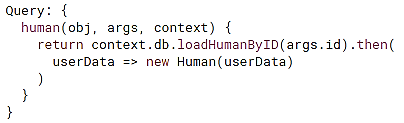 Query: {
  human(obj, args, context) {
    return context.db.loadHumanByID(args.id).then(
      userData => new Human(userData)
    )
  }
}